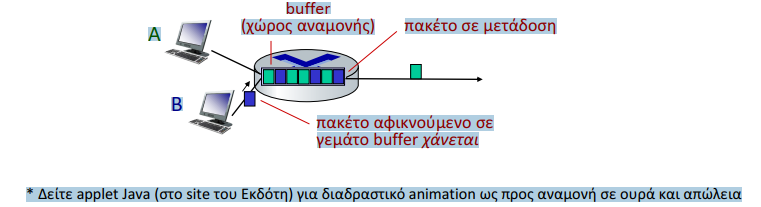 buffer
(χώρος αναμονής)
πακέτο σε μετάδοση
A
B
πακέτο αφικνούμενο σε
γεμάτο buffer χάνεται
* Δείτε applet Java (στο site του Εκδότη) για διαδραστικό animation ως προς αναμονή σε ουρά και απώλεια